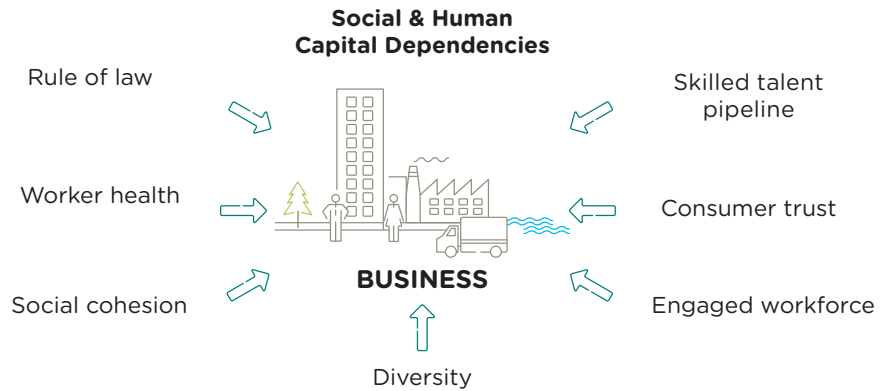 Social & Human
Capital Dependencies
Rule of law
Skilled talent
pipeline
Worker health
Consumer trust
BUSINESS
Social cohesion
Engaged workforce
Diversity